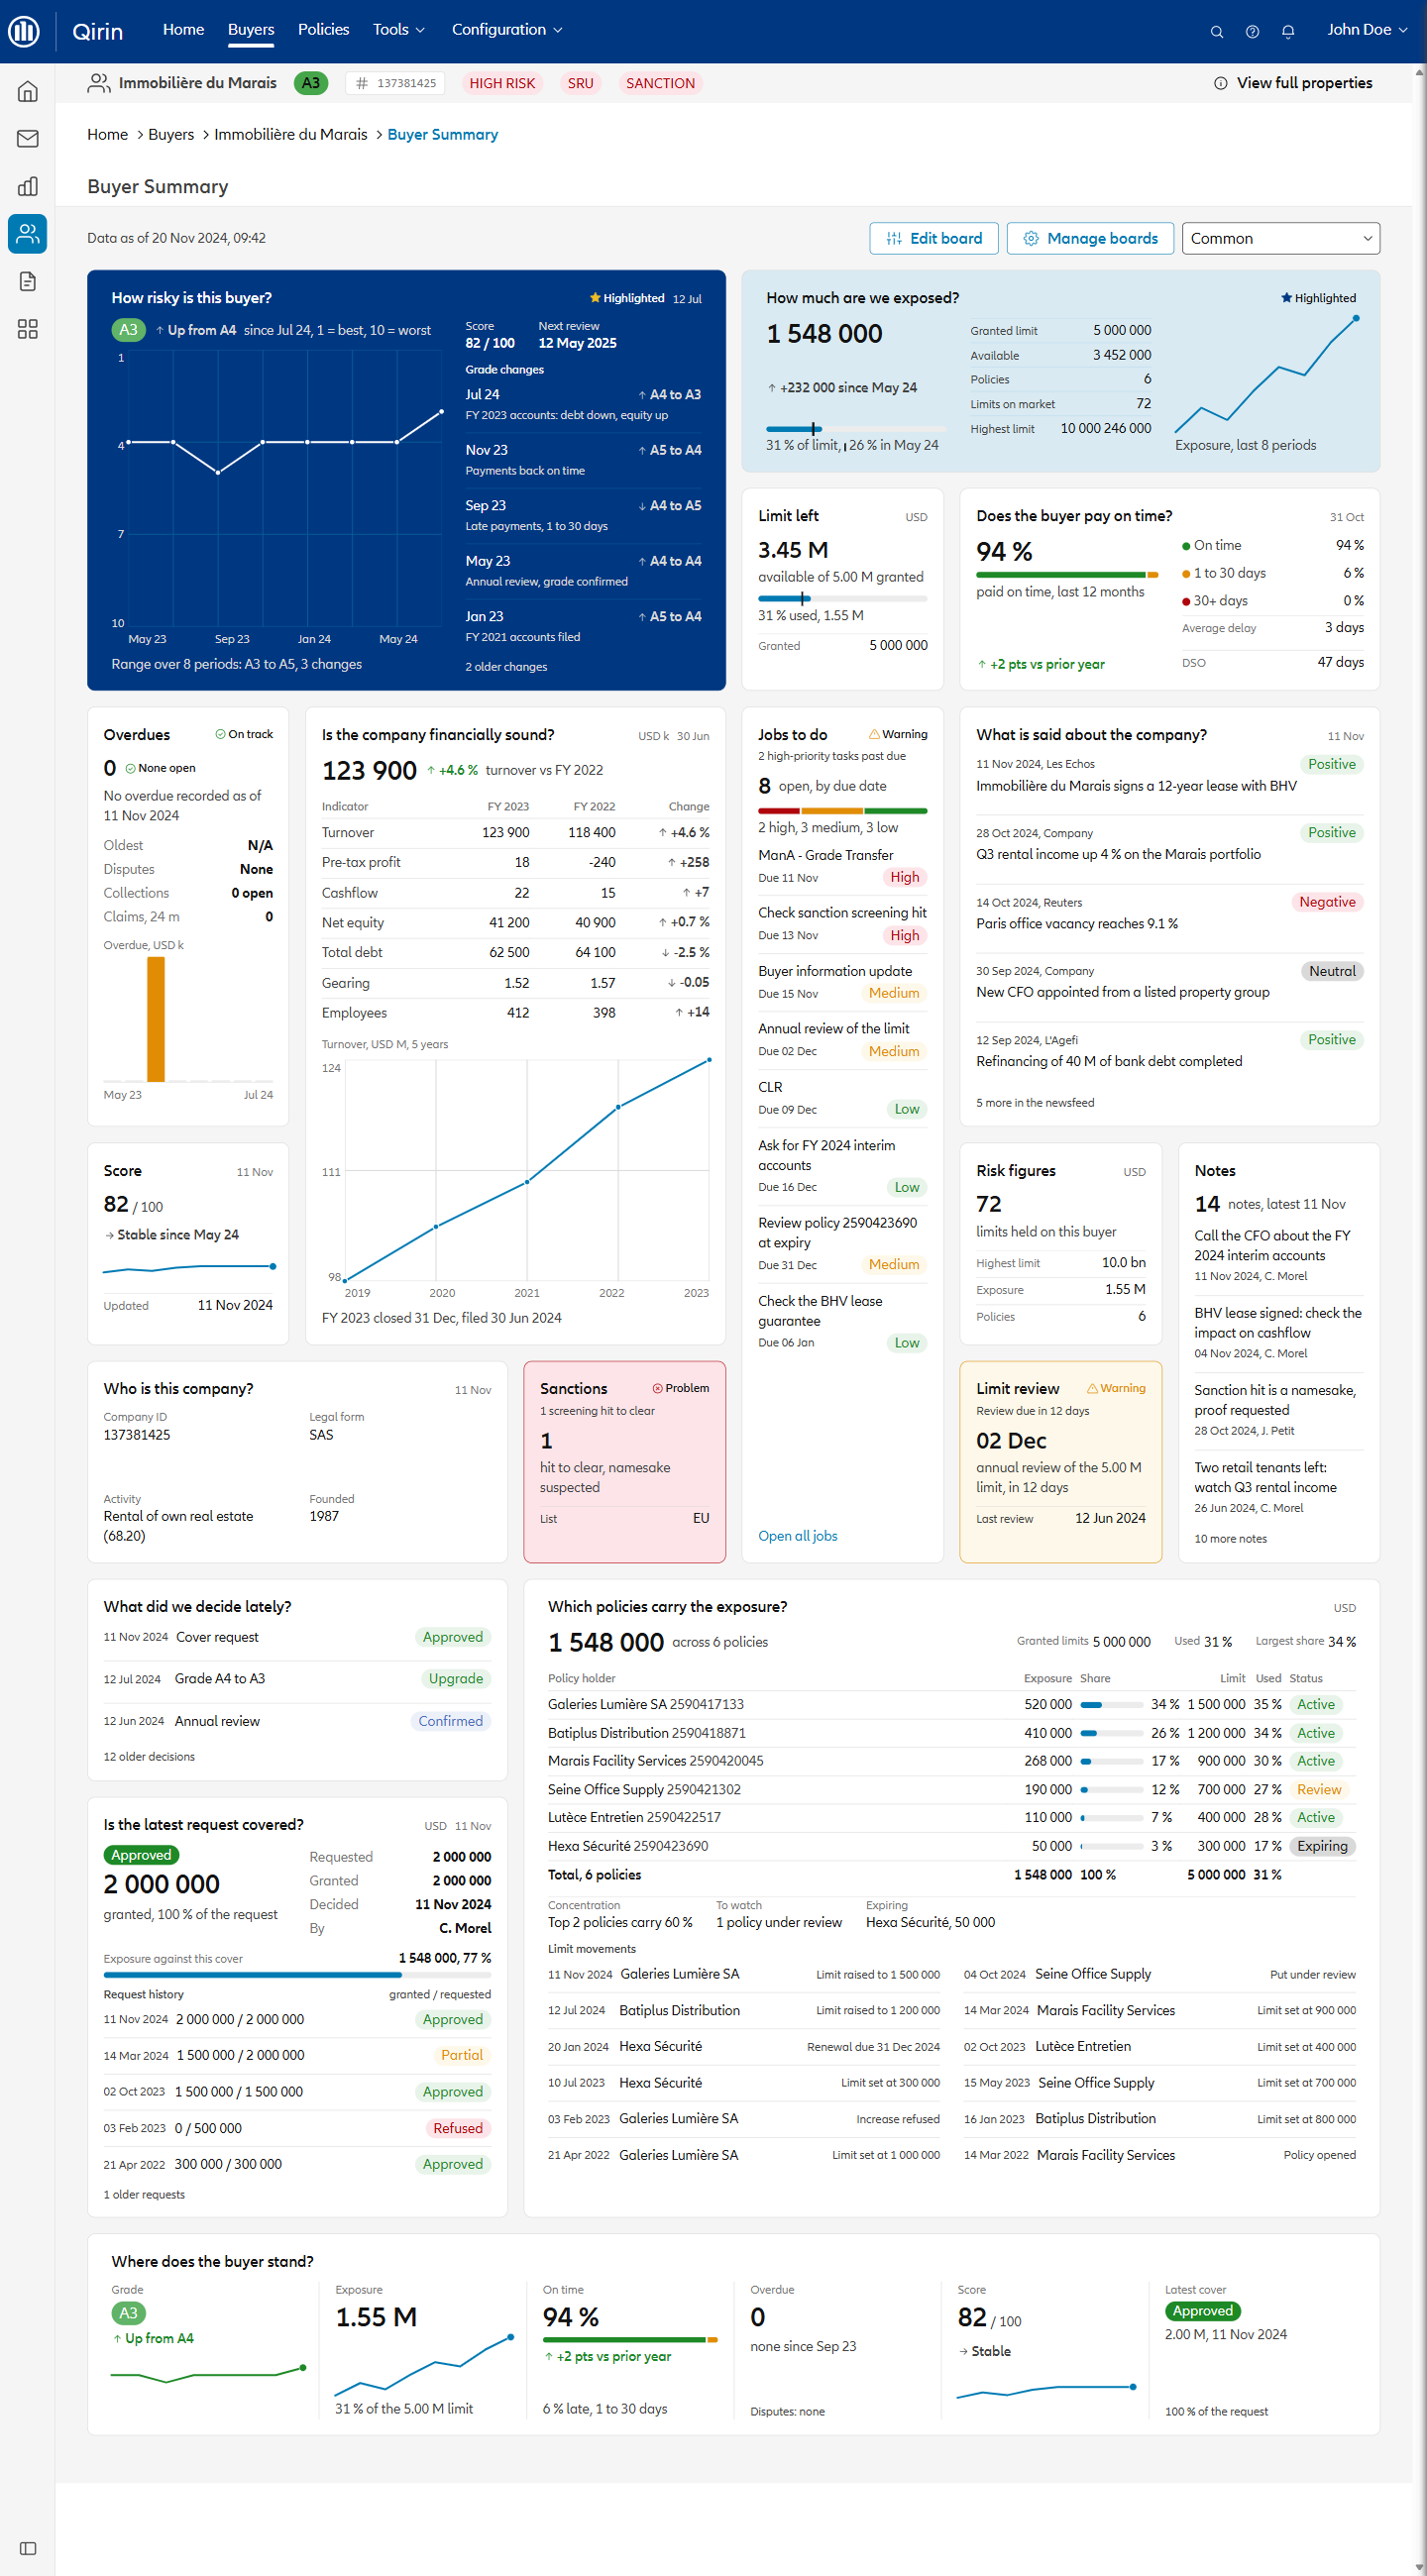 Qirin
Home Buyers Policies Tools Configuration
John Doe
Immobilière du Marais A3 # 137381425 HIGH RISK SRU SANCTION
View full properties
Home > Buyers > Immobilière du Marais > Buyer Summary
Buyer Summary
Data as of 20 Nov 2024, 09:42
Edit board Manage boards Common
How risky is this buyer? Highlighted 12 Jul
A3 ↑ Up from A4 since Jul 24, 1 = best, 10 = worst
1
4
7
10
May 23 Sep 23 Jan 24 May 24
Range over 8 periods: A3 to A5, 3 changes
Score Next review
82 / 100 12 May 2025
Grade changes
Jul 24 ↑ A4 to A3
FY 2023 accounts: debt down, equity up
Nov 23 ↑ A5 to A4
Payments back on time
Sep 23 ↓ A4 to A5
Late payments, 1 to 30 days
May 23 ↑ A4 to A4
Annual review, grade confirmed
Jan 23 ↑ A5 to A4
FY 2021 accounts filed
2 older changes
How much are we exposed? Highlighted
1 548 000
↑ +232 000 since May 24
31 % of limit, 26 % in May 24
Granted limit 5 000 000
Available 3 452 000
Policies 6
Limits on market 72
Highest limit 10 000 246 000
Exposure, last 8 periods
Limit left USD
3.45 M
available of 5.00 M granted
31 % used, 1.55 M
Granted 5 000 000
Does the buyer pay on time? 31 Oct
94 %
paid on time, last 12 months
↑ +2 pts vs prior year
On time 94 %
1 to 30 days 6 %
30+ days 0 %
Average delay 3 days
DSO 47 days
Overdues On track
0 None open
No overdue recorded as of
11 Nov 2024
Oldest N/A
Disputes None
Collections 0 open
Claims, 24 m 0
Overdue, USD k
May 23 Jul 24
Is the company financially sound? USD k 30 Jun
123 900 ↑ +4.6 % turnover vs FY 2022
Indicator FY 2023 FY 2022 Change
Turnover 123 900 118 400 ↑ +4.6 %
Pre-tax profit 18 -240 ↑ +258
Cashflow 22 15 ↑ +7
Net equity 41 200 40 900 ↑ +0.7 %
Total debt 62 500 64 100 ↓ -2.5 %
Gearing 1.52 1.57 ↓ -0.05
Employees 412 398 ↑ +14
Turnover, USD M, 5 years
124
111
98
2019 2020 2021 2022 2023
FY 2023 closed 31 Dec, filed 30 Jun 2024
Jobs to do Warning
2 high-priority tasks past due
8 open, by due date
2 high, 3 medium, 3 low
ManA - Grade Transfer
Due 11 Nov High
Check sanction screening hit
Due 13 Nov High
Buyer information update
Due 15 Nov Medium
Annual review of the limit
Due 02 Dec Medium
CLR
Due 09 Dec Low
Ask for FY 2024 interim
accounts
Due 16 Dec Low
Review policy 2590423690
at expiry
Due 31 Dec Medium
Check the BHV lease
guarantee
Due 06 Jan Low
Open all jobs
What is said about the company? 11 Nov
11 Nov 2024, Les Echos Positive
Immobilière du Marais signs a 12-year lease with BHV
28 Oct 2024, Company Positive
Q3 rental income up 4 % on the Marais portfolio
14 Oct 2024, Reuters Negative
Paris office vacancy reaches 9.1 %
30 Sep 2024, Company Neutral
New CFO appointed from a listed property group
12 Sep 2024, L'Agefi Positive
Refinancing of 40 M of bank debt completed
5 more in the newsfeed
Score 11 Nov
82 / 100
→ Stable since May 24
Updated 11 Nov 2024
Risk figures USD
72
limits held on this buyer
Highest limit 10.0 bn
Exposure 1.55 M
Policies 6
Notes
14 notes, latest 11 Nov
Call the CFO about the FY
2024 interim accounts
11 Nov 2024, C. Morel
BHV lease signed: check the
impact on cashflow
04 Nov 2024, C. Morel
Sanction hit is a namesake,
proof requested
28 Oct 2024, J. Petit
Two retail tenants left:
watch Q3 rental income
26 Jun 2024, C. Morel
10 more notes
Who is this company? 11 Nov
Company ID Legal form
137381425 SAS
Activity Founded
Rental of own real estate 1987
(68.20)
Sanctions Problem
1 screening hit to clear
1
hit to clear, namesake
suspected
List EU
Limit review Warning
Review due in 12 days
02 Dec
annual review of the 5.00 M
limit, in 12 days
Last review 12 Jun 2024
What did we decide lately?
11 Nov 2024 Cover request Approved
12 Jul 2024 Grade A4 to A3 Upgrade
12 Jun 2024 Annual review Confirmed
12 older decisions
Which policies carry the exposure? USD
1 548 000 across 6 policies Granted limits 5 000 000 Used 31 % Largest share 34 %
Policy holder Exposure Share Limit Used Status
Galeries Lumière SA 2590417133 520 000 34 % 1 500 000 35 % Active
Batiplus Distribution 2590418871 410 000 26 % 1 200 000 34 % Active
Marais Facility Services 2590420045 268 000 17 % 900 000 30 % Active
Seine Office Supply 2590421302 190 000 12 % 700 000 27 % Review
Lutèce Entretien 2590422517 110 000 7 % 400 000 28 % Active
Hexa Sécurité 2590423690 50 000 3 % 300 000 17 % Expiring
Total, 6 policies 1 548 000 100 % 5 000 000 31 %
Concentration To watch Expiring
Top 2 policies carry 60 % 1 policy under review Hexa Sécurité, 50 000
Limit movements
11 Nov 2024 Galeries Lumière SA Limit raised to 1 500 000 04 Oct 2024 Seine Office Supply Put under review
12 Jul 2024 Batiplus Distribution Limit raised to 1 200 000 14 Mar 2024 Marais Facility Services Limit set at 900 000
20 Jan 2024 Hexa Sécurité Renewal due 31 Dec 2024 02 Oct 2023 Lutèce Entretien Limit set at 400 000
10 Jul 2023 Hexa Sécurité Limit set at 300 000 15 May 2023 Seine Office Supply Limit set at 700 000
03 Feb 2023 Galeries Lumière SA Increase refused 16 Jan 2023 Batiplus Distribution Limit set at 800 000
21 Apr 2022 Galeries Lumière SA Limit set at 1 000 000 14 Mar 2022 Marais Facility Services Policy opened
Is the latest request covered? USD 11 Nov
Approved
2 000 000
granted, 100 % of the request
Requested 2 000 000
Granted 2 000 000
Decided 11 Nov 2024
By C. Morel
Exposure against this cover 1 548 000, 77 %
Request history granted / requested
11 Nov 2024 2 000 000 / 2 000 000 Approved
14 Mar 2024 1 500 000 / 2 000 000 Partial
02 Oct 2023 1 500 000 / 1 500 000 Approved
03 Feb 2023 0 / 500 000 Refused
21 Apr 2022 300 000 / 300 000 Approved
1 older requests
Where does the buyer stand?
Grade
A3
↑ Up from A4
Exposure
1.55 M
31 % of the 5.00 M limit
On time
94 %
↑ +2 pts vs prior year
6 % late, 1 to 30 days
Overdue
0
none since Sep 23
Disputes: none
Score
82 / 100
→ Stable
Latest cover
Approved
2.00 M, 11 Nov 2024
100 % of the request